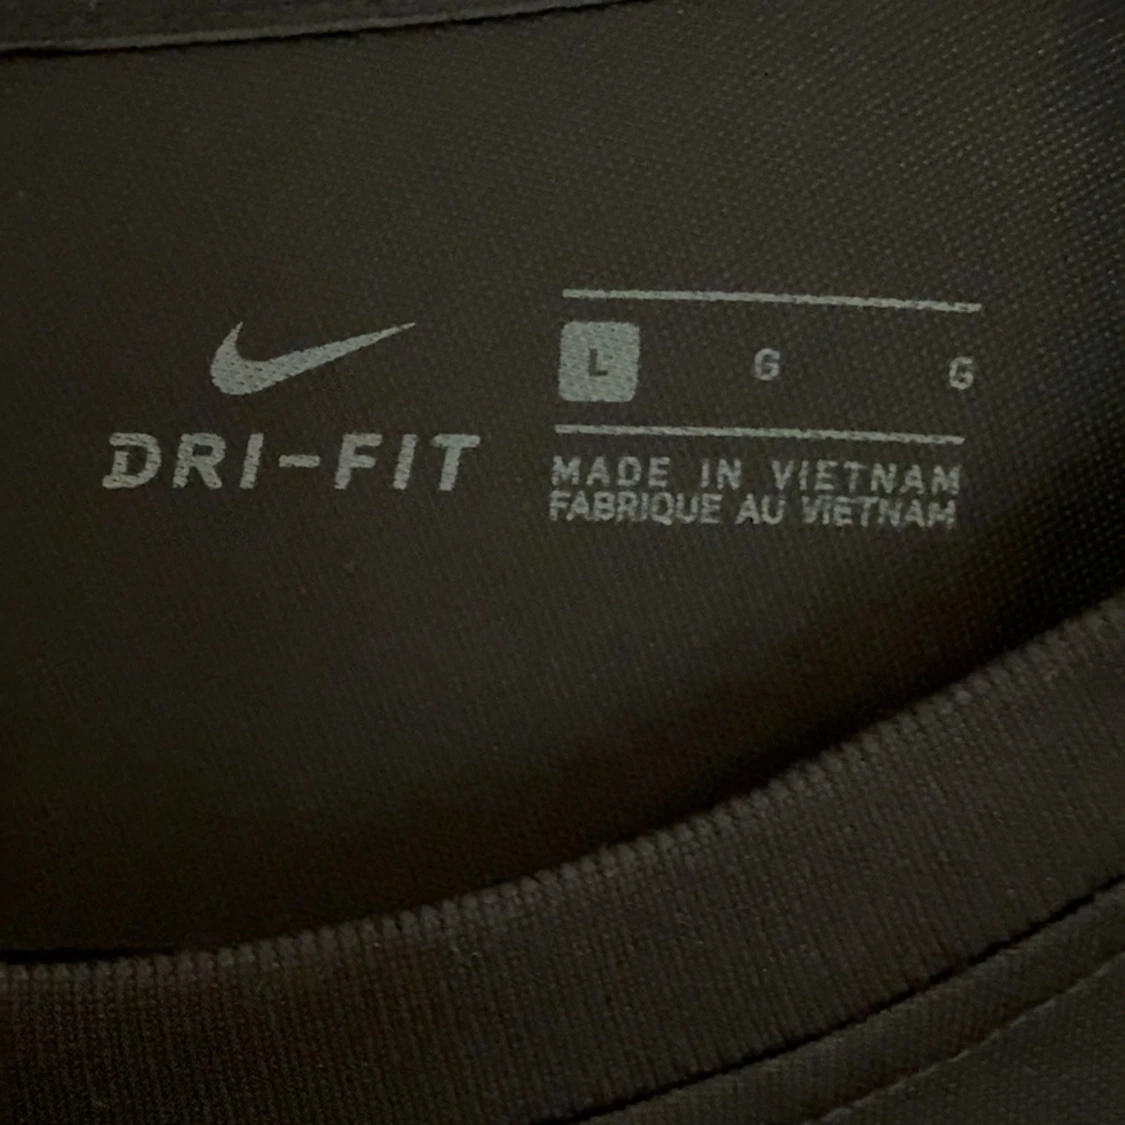 DRI-FIT
L G G
MADE IN VIETNAM
FABRIQUE AU VIETNAM